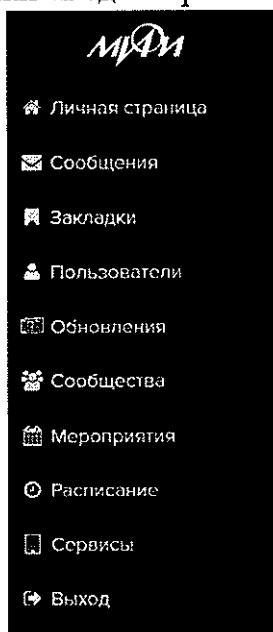 МИФИ
Личная страница
Сообщения
Закладки
Пользователи
Обновления
Сообщества
Мероприятия
Расписание
Сервисы
Выход